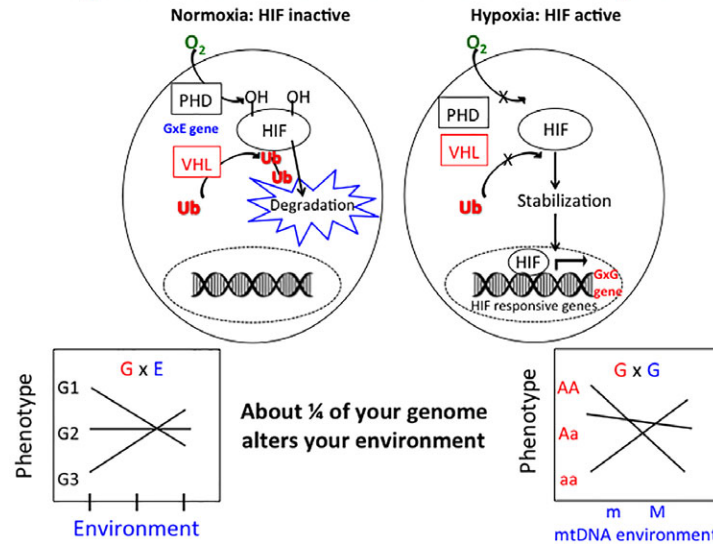 Normoxia: HIF inactive
O2
OH OH
PHD
HIF
GxE gene
VHL
Ub
Ub
Ub
Degradation
Hypoxia: HIF active
O2
X
PHD
HIF
VHL
X
Ub
Stabilization
HIF
GxG
gene
HIF responsive genes
G x E
G1
G2
G3
Phenotype
Environment
About ¼ of your genome
alters your environment
G x G
AA
Aa
aa
Phenotype
m M
mtDNA environment